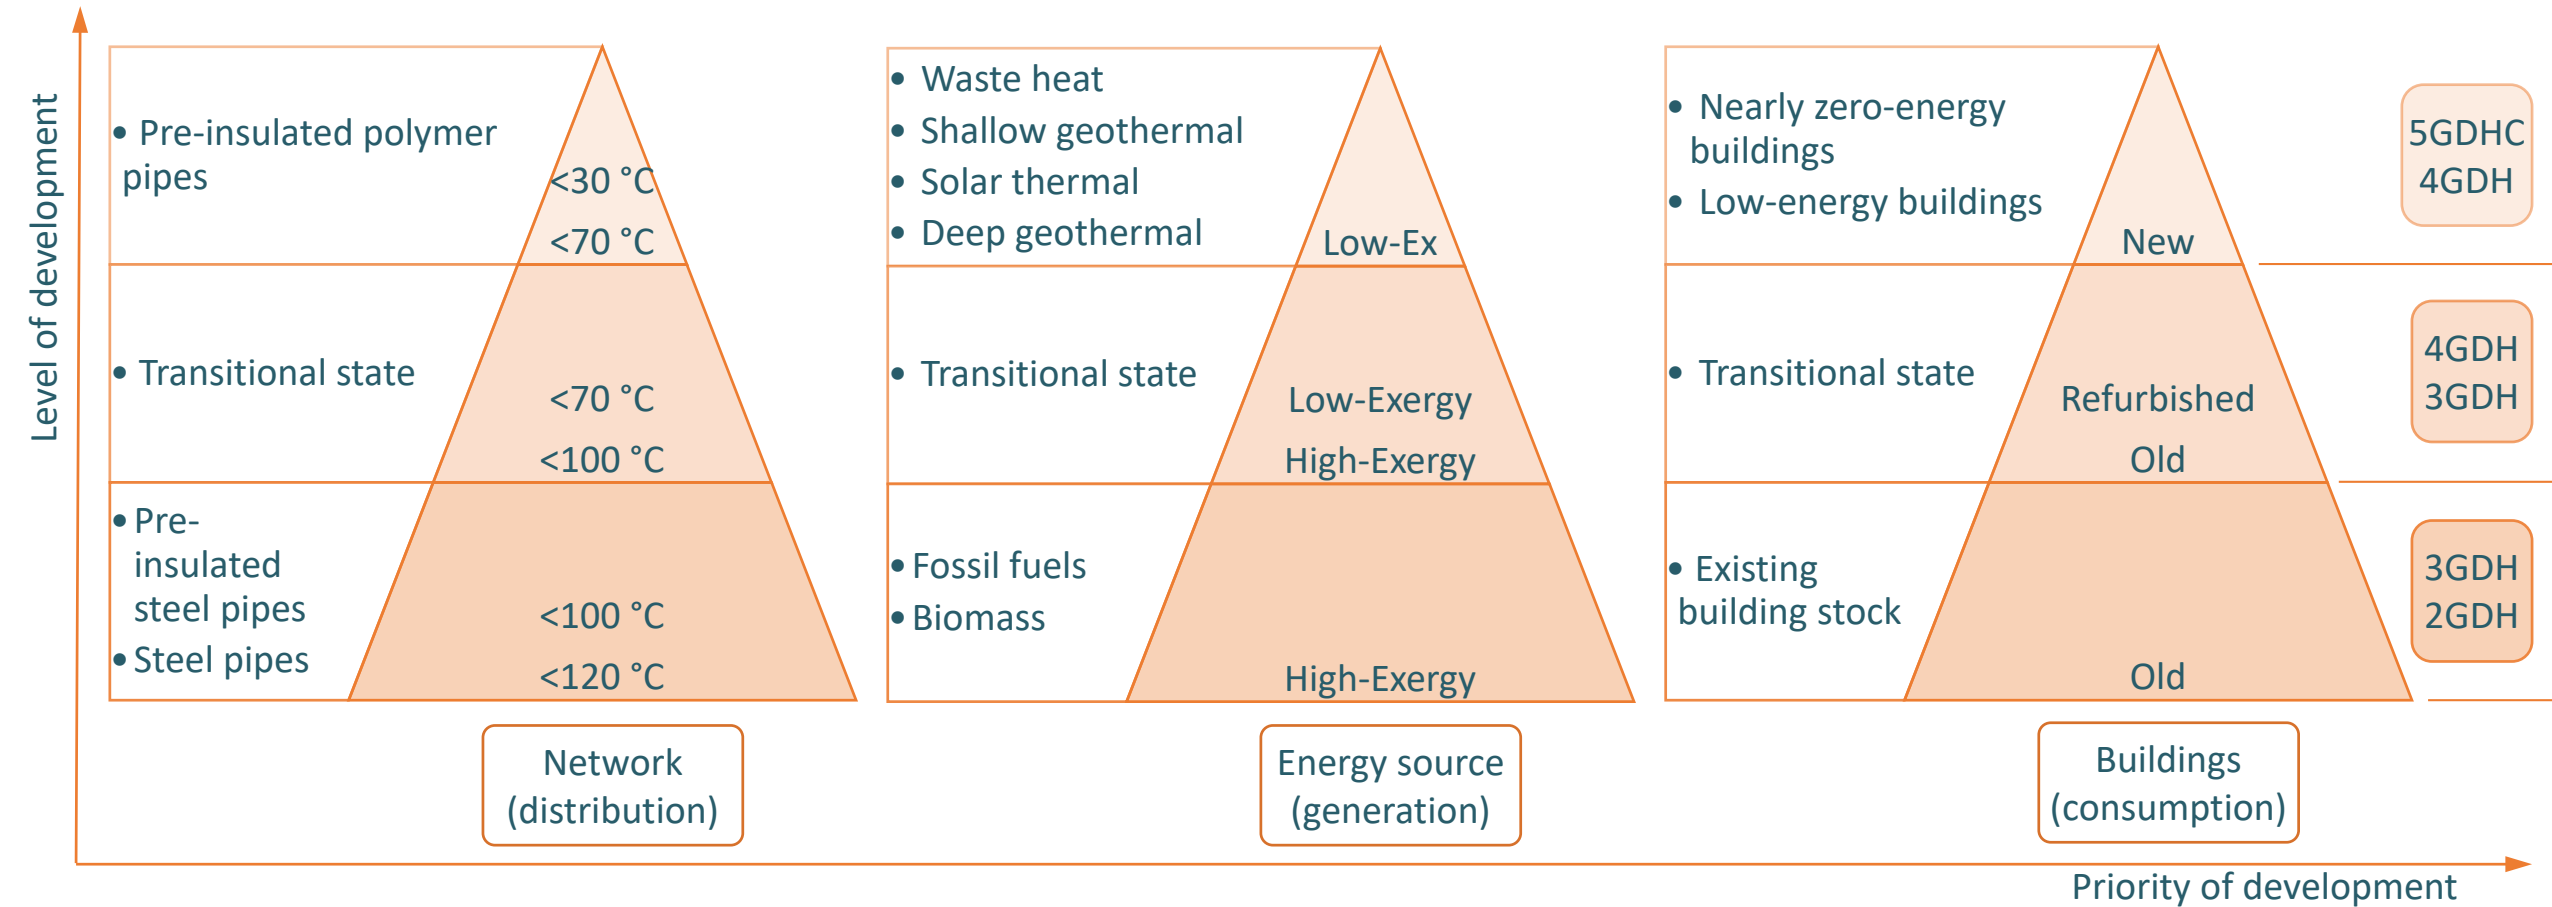 Level of development
• Pre-insulated polymer
pipes
<30 °C
<70 °C
• Transitional state
<70 °C
<100 °C
• Pre-
insulated
steel pipes
• Steel pipes
<100 °C
<120 °C
Network
(distribution)
• Waste heat
• Shallow geothermal
• Solar thermal
• Deep geothermal
Low-Ex
• Transitional state
Low-Exergy
High-Exergy
• Fossil fuels
• Biomass
High-Exergy
Energy source
(generation)
• Nearly zero-energy
buildings
• Low-energy buildings
New
• Transitional state
Refurbished
Old
• Existing
building stock
Old
Buildings
(consumption)
5GDHC
4GDH
4GDH
3GDH
3GDH
2GDH
Priority of development